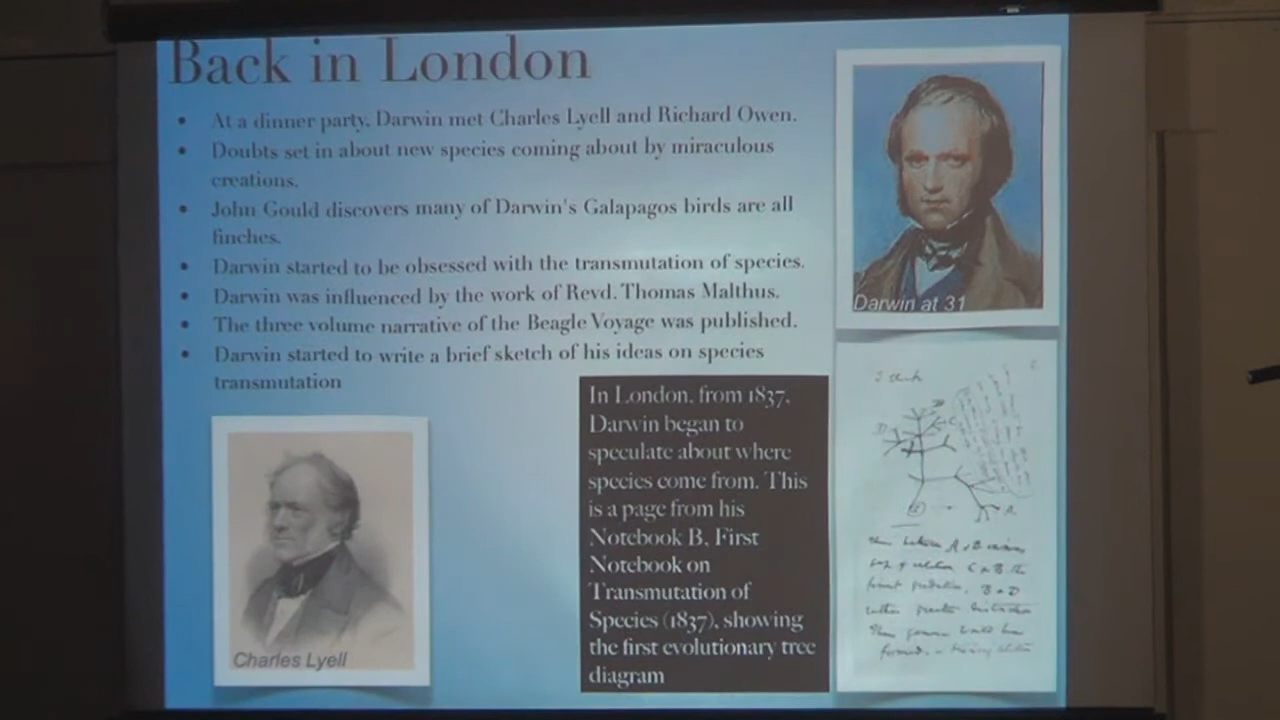 Back in London
At a dinner party, Darwin met Charles Lyell and Richard Owen.
Doubts set in about new species coming about by miraculous
creations.
John Gould discovers many of Darwin's Galapagos birds are all
finches.
Darwin started to be obsessed with the transmutation of species.
Darwin was influenced by the work of Revd. Thomas Malthus.
The three volume narrative of the Beagle Voyage was published.
Darwin started to write a brief sketch of his ideas on species
transmutation
Darwin at 31
Charles Lyell
In London, from 1837,
Darwin began to
speculate about where
species come from. This
is a page from his
Notebook B, First
Notebook on
Transmutation of
Species (1837), showing
the first evolutionary tree
diagram
I think